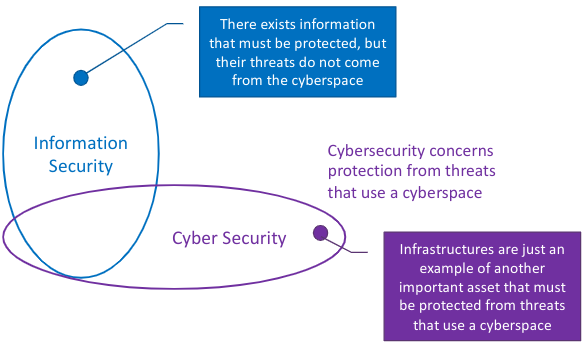 There exists information
that must be protected, but
their threats do not come
from the cyberspace
Information
Security
Cybersecurity concerns
protection from threats
that use a cyberspace
Cyber Security
Infrastructures are just an
example of another
important asset that must
be protected from threats
that use a cyberspace